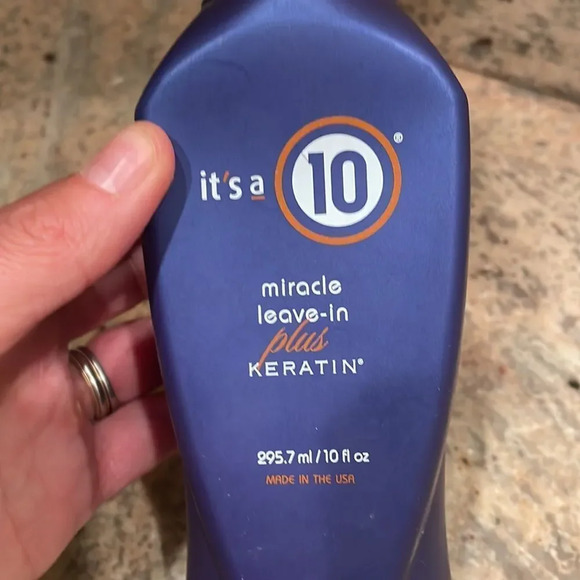 it's a 10®
miracle
leave-in
plus
KERATIN®
295.7 ml/10 fl oz
MADE IN THE USA